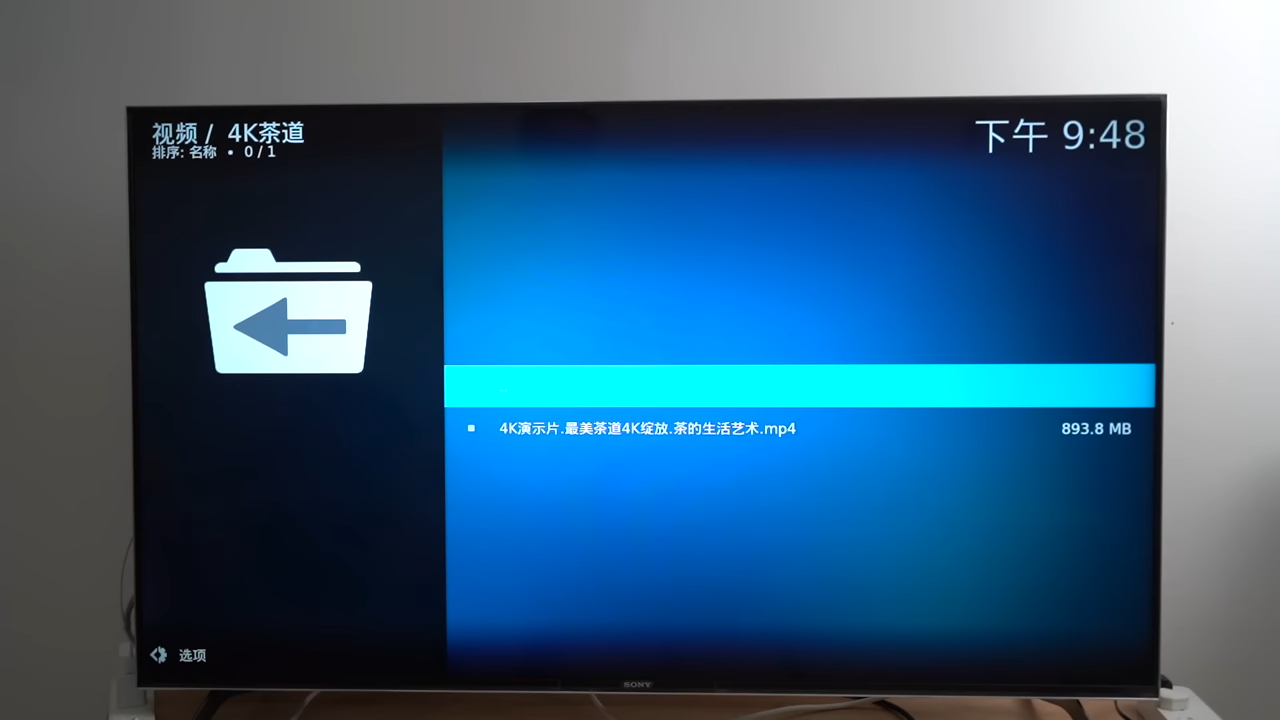 视频 / 4K茶道
排序: 名称 • 0 / 1
下午 9:48
..
4K演示片.最美茶道4K绽放.茶的生活艺术.mp4
893.8 MB
选项
SONY